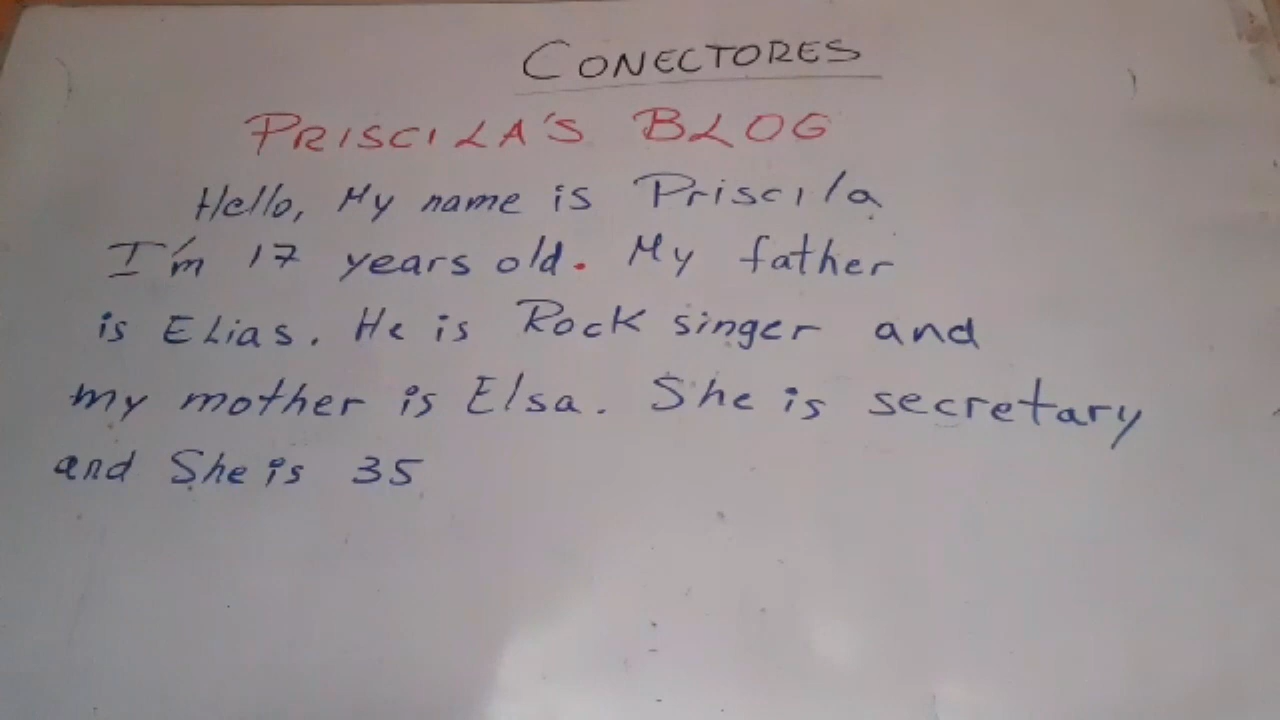 CONECTORES
PRISCILA'S BLOG
Hello, My name is Priscila
I'm 17 years old. My father
is Elias. He is Rock singer and
my mother is Elsa. She is secretary
and She is 35